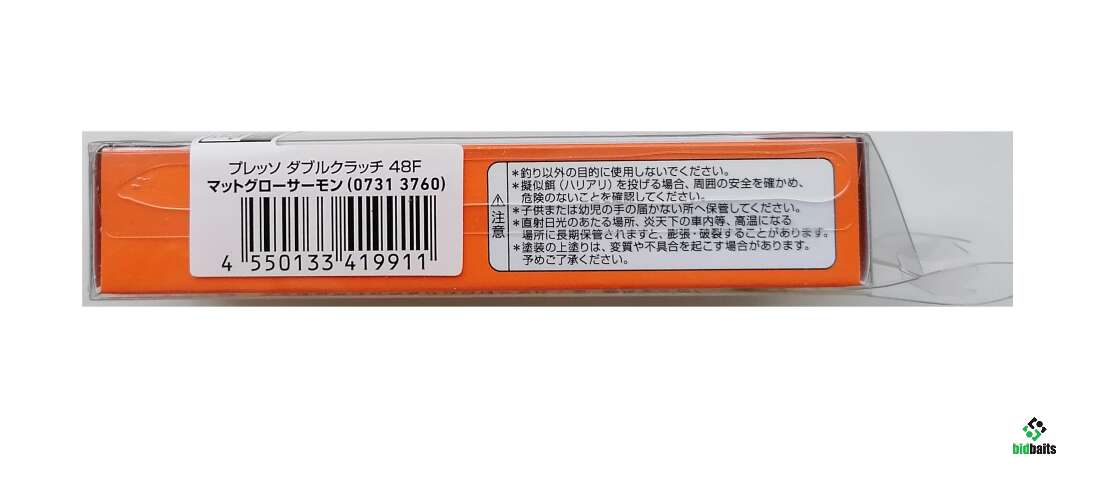 プレッソ ダブルクラッチ 48F
マットグローサーモン(0731 3760)
4 550133 419911
⚠注意
*釣り以外の目的に使用しないでください。
*擬似餌(ハリアリ)を投げる場合、周囲の安全を確かめ、
危険のないことを確認してください。
*子供または幼児の手の届かない所へ保管してください。
*直射日光のあたる場所、炎天下の車内等、高温になる
場所に長期保管されますと、膨張・破裂することがあります。
*塗装の上塗りは、変質や不具合を起こす場合があります。
予めご了承ください。
bidbaits